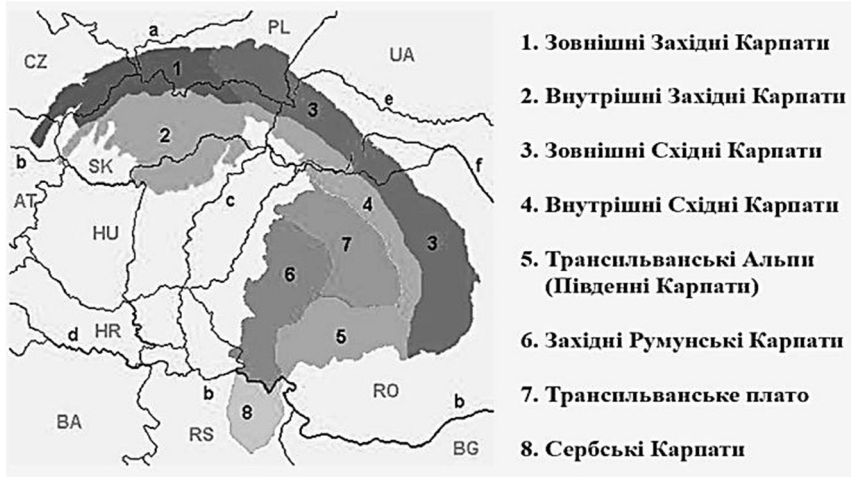 a
PL
CZ
UA
1
3
e
2
b
SK
f
AT
c
4
HU
3
7
6
d
HR
5
RO
b
b
8
BA
RS
BG
1. Зовнішні Західні Карпати
2. Внутрішні Західні Карпати
3. Зовнішні Східні Карпати
4. Внутрішні Східні Карпати
5. Трансильванські Альпи
(Південні Карпати)
6. Західні Румунські Карпати
7. Трансильванське плато
8. Сербські Карпати